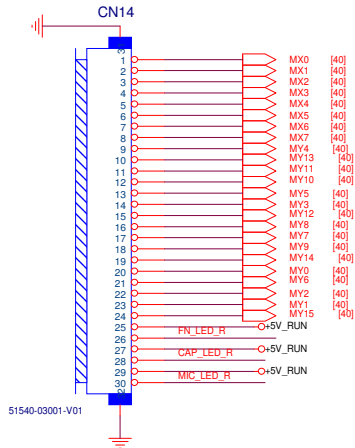 CN14
1 MX0 [40]
2 MX1 [40]
3 MX2 [40]
4 MX3 [40]
5 MX4 [40]
6 MX5 [40]
7 MX6 [40]
8 MX7 [40]
9 MY4 [40]
10 MY13 [40]
11 MY11 [40]
12 MY10 [40]
13 MY5 [40]
14 MY3 [40]
15 MY12 [40]
16 MY8 [40]
17 MY7 [40]
18 MY9 [40]
19 MY14 [40]
20 MY0 [40]
21 MY6 [40]
22 MY2 [40]
23 MY1 [40]
24 MY15 [40]
25 +5V_RUN
26 FN_LED_R
27 +5V_RUN
28 CAP_LED_R
29 +5V_RUN
30 MIC_LED_R
51540-03001-V01